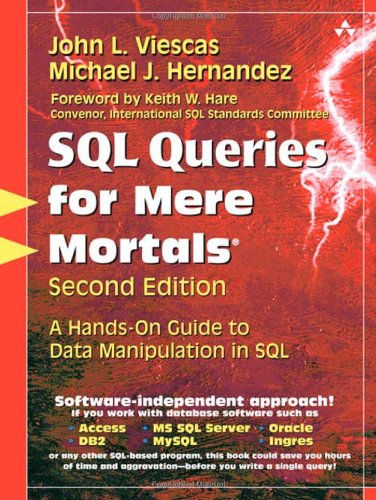 John L. Viescas
Michael J. Hernandez
Foreword by Keith W. Hare
Convenor, International SQL Standards Committee
SQL Queries
for Mere
Mortals®
Second Edition
A Hands-On Guide to
Data Manipulation in SQL
Software-independent approach!
If you work with database software such as
• Access • MS SQL Server • Oracle
• DB2 • MySQL • Ingres
or any other SQL-based program, this book could save you hours
of time and aggravation—before you write a single query!